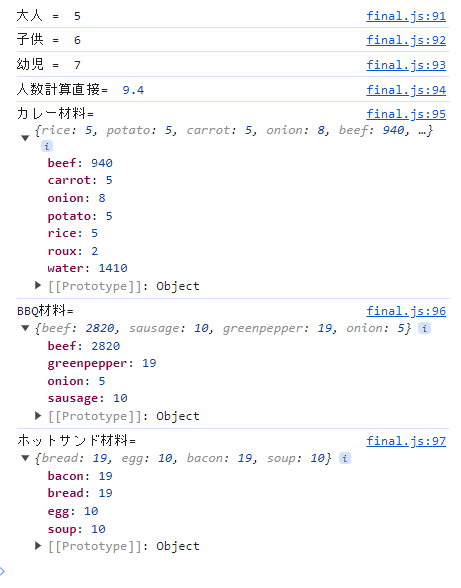 大人 =  5 final.js:91
子供 =  6 final.js:92
幼児 =  7 final.js:93
人数計算直接=  9.4 final.js:94
カレー材料= final.js:95
▼ {rice: 5, potato: 5, carrot: 5, onion: 8, beef: 940, …}
i
beef: 940
carrot: 5
onion: 8
potato: 5
rice: 5
roux: 2
water: 1410
▶ [[Prototype]]: Object
BBQ材料= final.js:96
▼ {beef: 2820, sausage: 10, greenpepper: 19, onion: 5} i
beef: 2820
greenpepper: 19
onion: 5
sausage: 10
▶ [[Prototype]]: Object
ホットサンド材料= final.js:97
▼ {bread: 19, egg: 10, bacon: 19, soup: 10} i
bacon: 19
bread: 19
egg: 10
soup: 10
▶ [[Prototype]]: Object
>